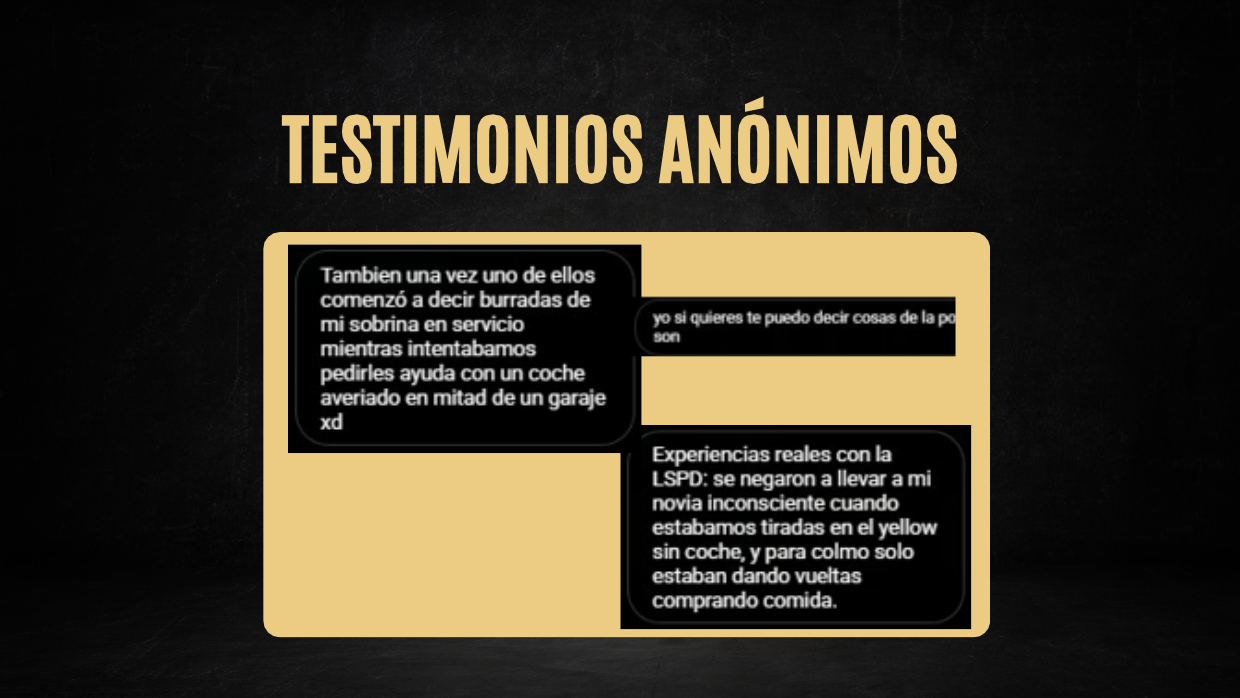 TESTIMONIOS ANÓNIMOS
Tambien una vez uno de ellos
comenzó a decir burradas de
mi sobrina en servicio
mientras intentabamos
pedirles ayuda con un coche
averiado en mitad de un garaje
xd
yo si quieres te puedo decir cosas de la po
son
Experiencias reales con la
LSPD: se negaron a llevar a mi
novia inconsciente cuando
estabamos tiradas en el yellow
sin coche, y para colmo solo
estaban dando vueltas
comprando comida.